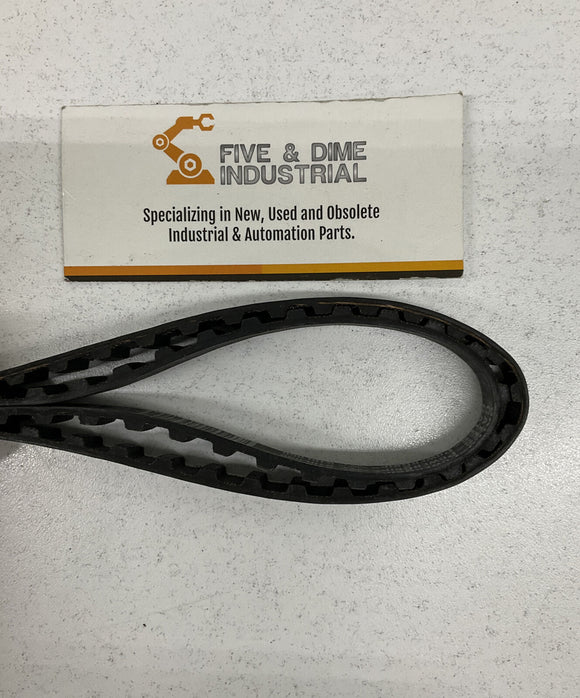 FIVE & DIME
INDUSTRIAL
Specializing in New, Used and Obsolete
Industrial & Automation Parts.